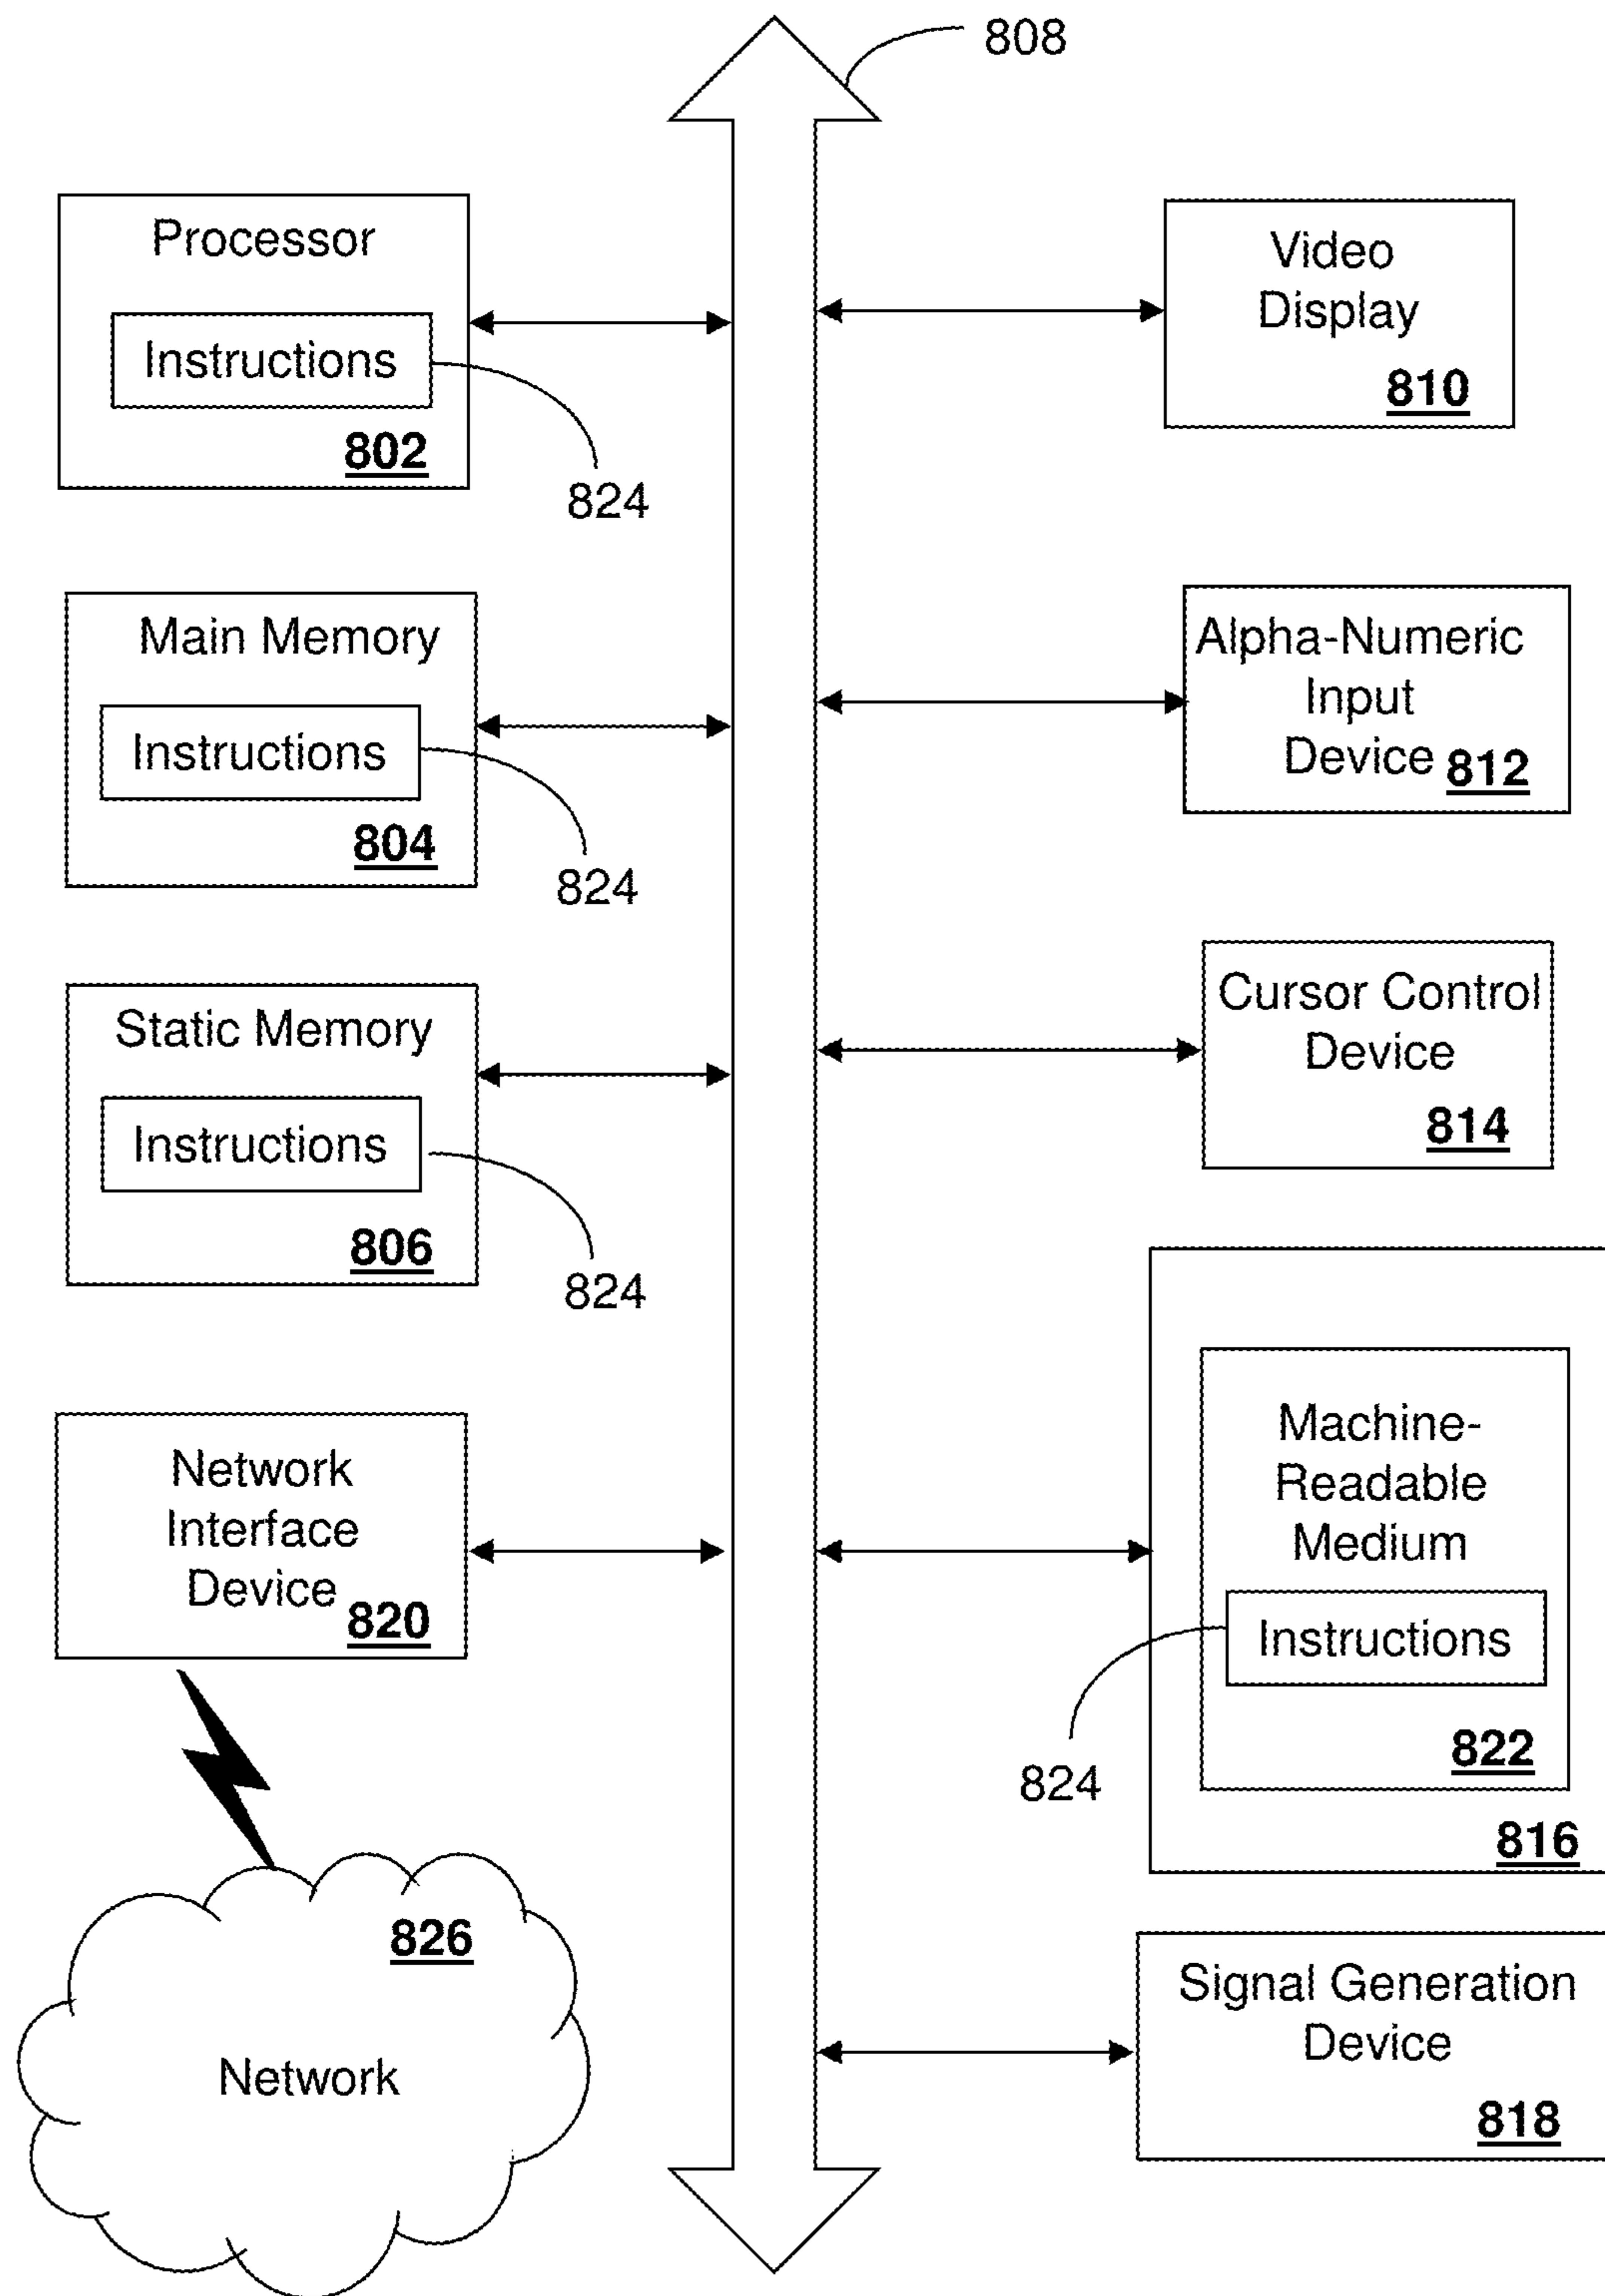 808
Processor
Instructions
802
824
Main Memory
Instructions
804
824
Static Memory
Instructions
806
824
Network
Interface
Device
820
826
Network
Video
Display
810
Alpha-Numeric
Input
Device
812
Cursor Control
Device
814
Machine-
Readable
Medium
Instructions
822
824
816
Signal Generation
Device
818